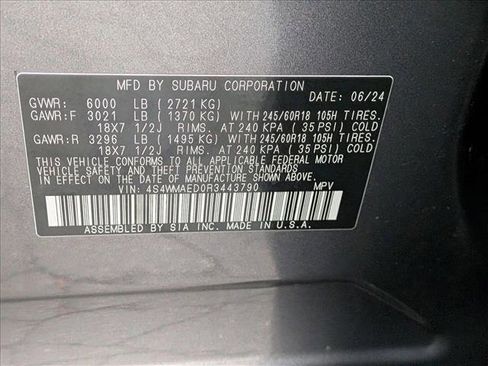 MFD BY SUBARU CORPORATION
GVWR: 6000 LB ( 2721 KG) DATE: 06/24
GAWR:F 3021 LB ( 1370 KG) WITH 245/60R18 105H TIRES.
18X7 1/2J RIMS. AT 240 KPA ( 35 PSI) COLD
GAWR:R 3296 LB ( 1495 KG) WITH 245/60R18 105H TIRES.
18X7 1/2J RIMS. AT 240 KPA ( 35 PSI) COLD
THIS VEHICLE CONFORMS TO ALL APPLICABLE FEDERAL MOTOR
VEHICLE SAFETY AND THEFT PREVENTION STANDARDS IN
EFFECT ON THE DATE OF MANUFACTURE SHOWN ABOVE.
VIN: 4S4WMAED0R3443790 MPV
ASSEMBLED BY SIA INC. MADE IN U.S.A.